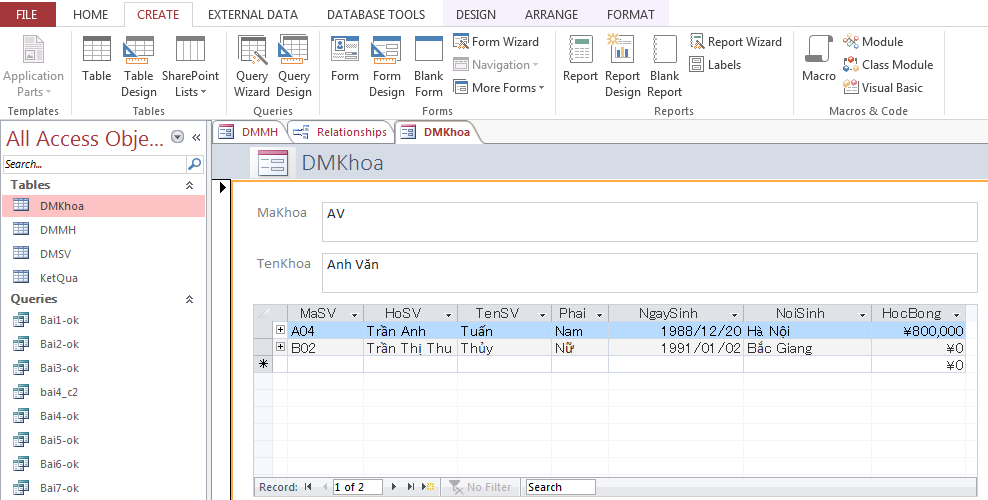 FILE HOME CREATE EXTERNAL DATA DATABASE TOOLS DESIGN ARRANGE FORMAT
Application Parts
Table
Table Design
SharePoint Lists
Query Wizard
Query Design
Form
Form Design
Blank Form
Form Wizard
Navigation
More Forms
Report
Report Design
Blank Report
Report Wizard
Labels
Macro
Module
Class Module
Visual Basic
Templates Tables Queries Forms Reports Macros & Code
All Access Obje...
Search...
Tables
DMKhoa
DMMH
DMSV
KetQua
Queries
Bai1-ok
Bai2-ok
Bai3-ok
bai4_c2
Bai4-ok
Bai5-ok
Bai6-ok
Bai7-ok
DMMH Relationships DMKhoa
DMKhoa
MaKhoa AV
TenKhoa Anh Văn
MaSV HoSV TenSV Phai NgaySinh NoiSinh HocBong
A04 Trần Anh Tuấn Nam 1988/12/20 Hà Nội ¥800,000
B02 Trần Thị Thu Thủy Nữ 1991/01/02 Bắc Giang ¥0
¥0
Record: 1 of 2 No Filter Search